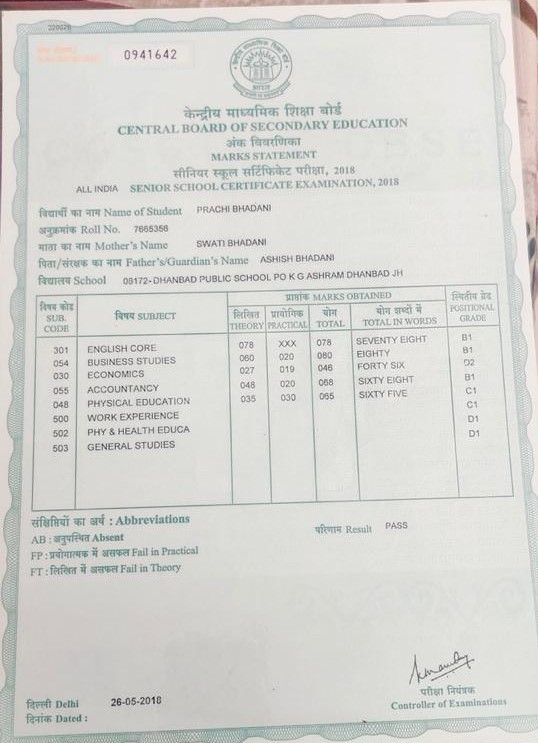 0941642
केन्द्रीय माध्यमिक शिक्षा बोर्ड
CENTRAL BOARD OF SECONDARY EDUCATION
अंक विवरणिका
MARKS STATEMENT
सीनियर स्कूल सर्टिफिकेट परीक्षा, 2018
ALL INDIA SENIOR SCHOOL CERTIFICATE EXAMINATION, 2018
विद्यार्थी का नाम Name of Student PRACHI BHADANI
अनुक्रमांक Roll No. 7665356
माता का नाम Mother's Name SWATI BHADANI
पिता/संरक्षक का नाम Father's/Guardian's Name ASHISH BHADANI
विद्यालय School 08172-DHANBAD PUBLIC SCHOOL PO K G ASHRAM DHANBAD JH
विषय कोड SUB. CODE विषय SUBJECT प्राप्तांक MARKS OBTAINED स्थितीय ग्रेड POSITIONAL GRADE
लिखित THEORY प्रायोगिक PRACTICAL योग TOTAL योग शब्दों में TOTAL IN WORDS
301 ENGLISH CORE 078 XXX 078 SEVENTY EIGHT B1
054 BUSINESS STUDIES 060 020 080 EIGHTY B1
030 ECONOMICS 027 019 046 FORTY SIX D2
055 ACCOUNTANCY 048 020 068 SIXTY EIGHT B1
048 PHYSICAL EDUCATION 035 030 065 SIXTY FIVE C1
500 WORK EXPERIENCE C1
502 PHY & HEALTH EDUCA D1
503 GENERAL STUDIES D1
संक्षिप्तियों का अर्थ : Abbreviations
परिणाम Result PASS
AB : अनुपस्थित Absent
FP : प्रयोगात्मक में असफल Fail in Practical
FT : लिखित में असफल Fail in Theory
दिल्ली Delhi
दिनांक Dated : 26-05-2018
परीक्षा नियंत्रक
Controller of Examinations